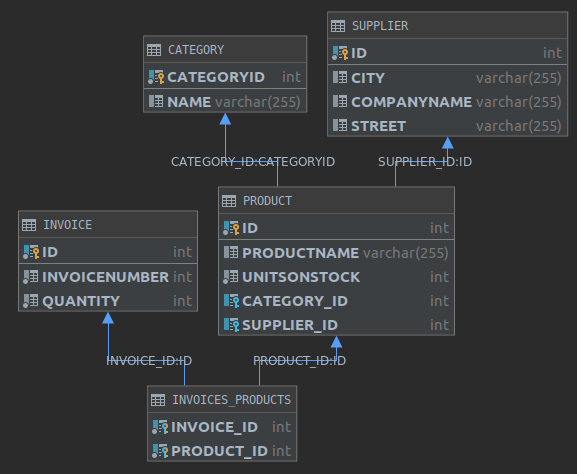 SUPPLIER
ID int
CITY varchar(255)
COMPANYNAME varchar(255)
STREET varchar(255)
CATEGORY
CATEGORYID int
NAME varchar(255)
CATEGORY_ID:CATEGORYID
SUPPLIER_ID:ID
PRODUCT
ID int
PRODUCTNAME varchar(255)
UNITSONSTOCK int
CATEGORY_ID int
SUPPLIER_ID int
INVOICE
ID int
INVOICENUMBER int
QUANTITY int
INVOICE_ID:ID
PRODUCT_ID:ID
INVOICES_PRODUCTS
INVOICE_ID int
PRODUCT_ID int